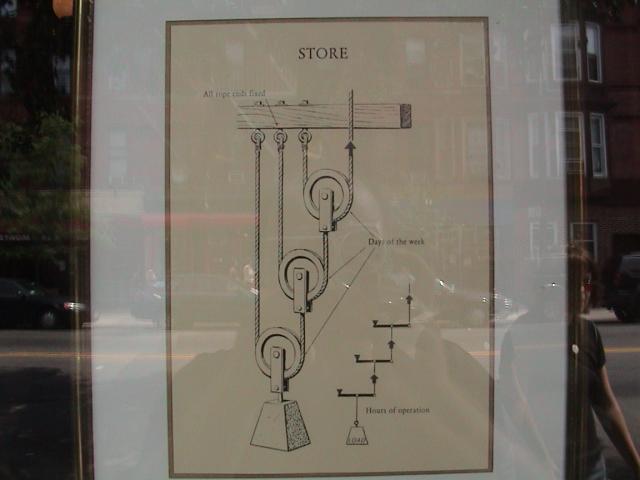 STORE
All rope ends fixed
Days of the week
Hours of operation
LOAD